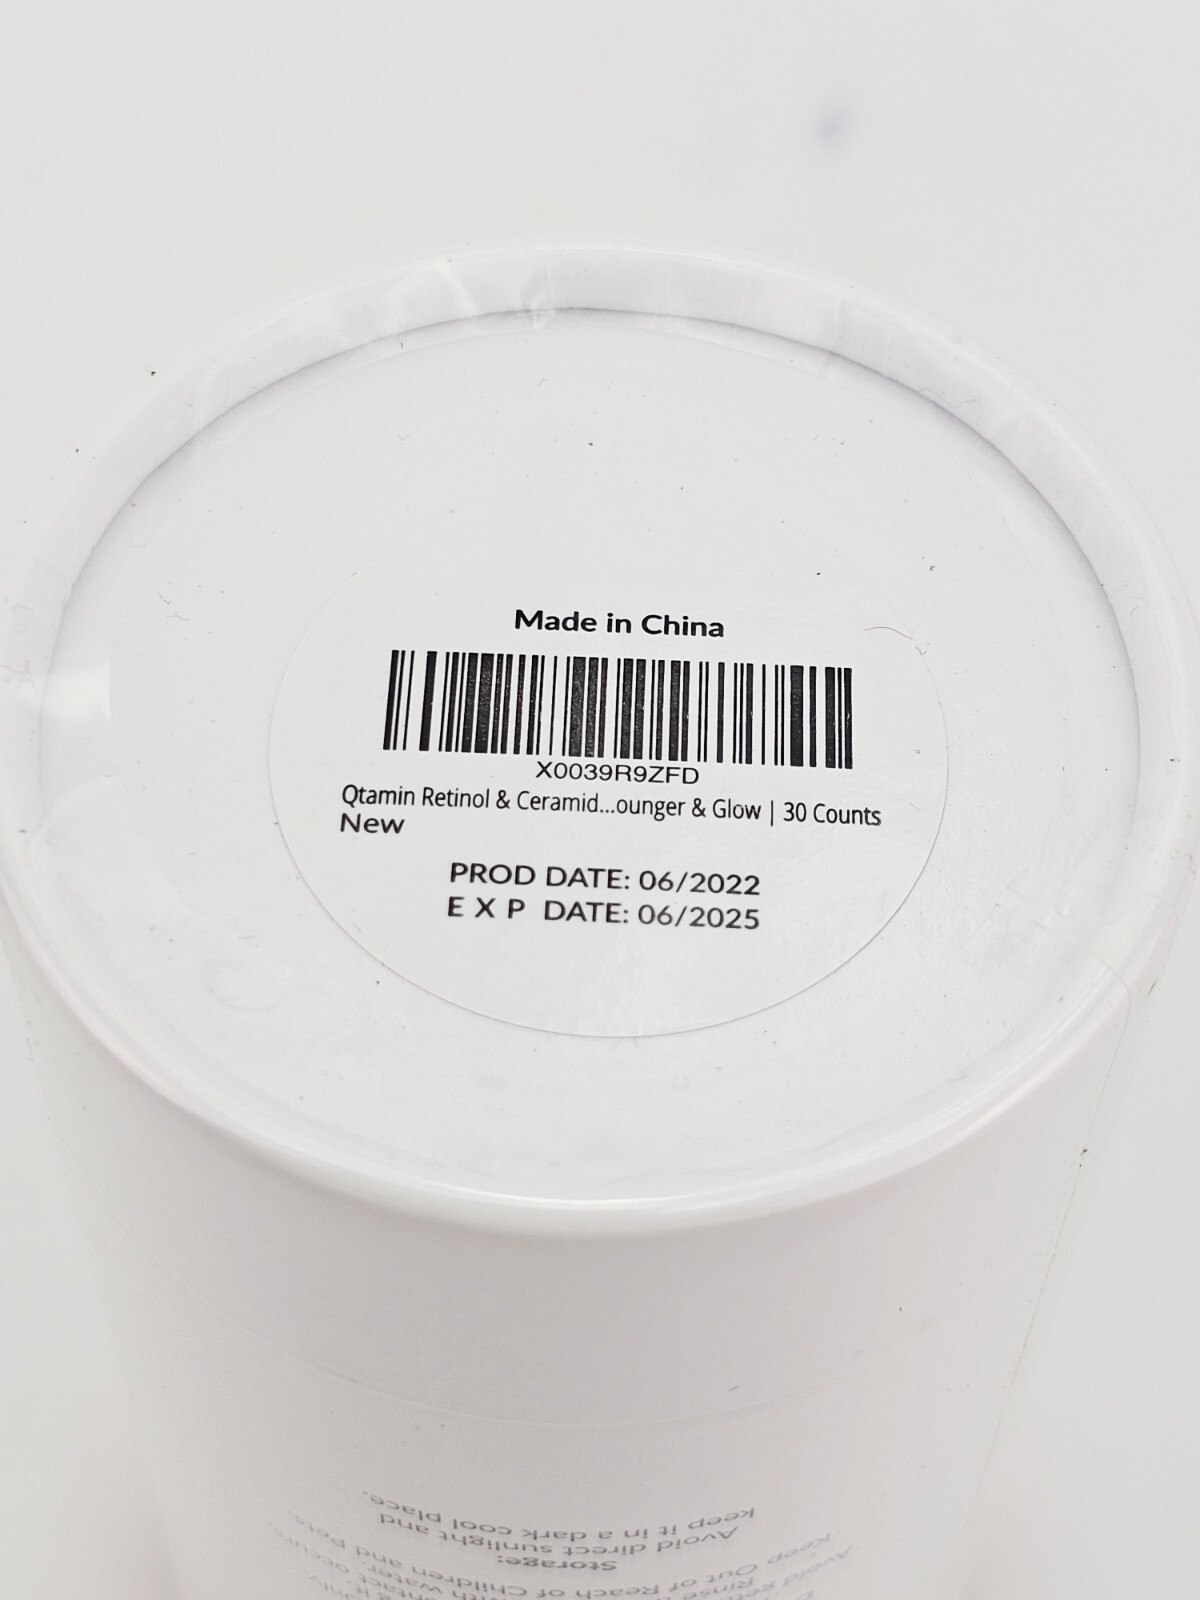 Made in China
X0039R9ZFD
Qtamin Retinol & Ceramid...ounger & Glow | 30 Counts
New
PROD DATE: 06/2022
E X P DATE: 06/2025
Keep Out of Reach of Children and Pets.
Storage:
Avoid direct sunlight and
keep it in a dark cool place.